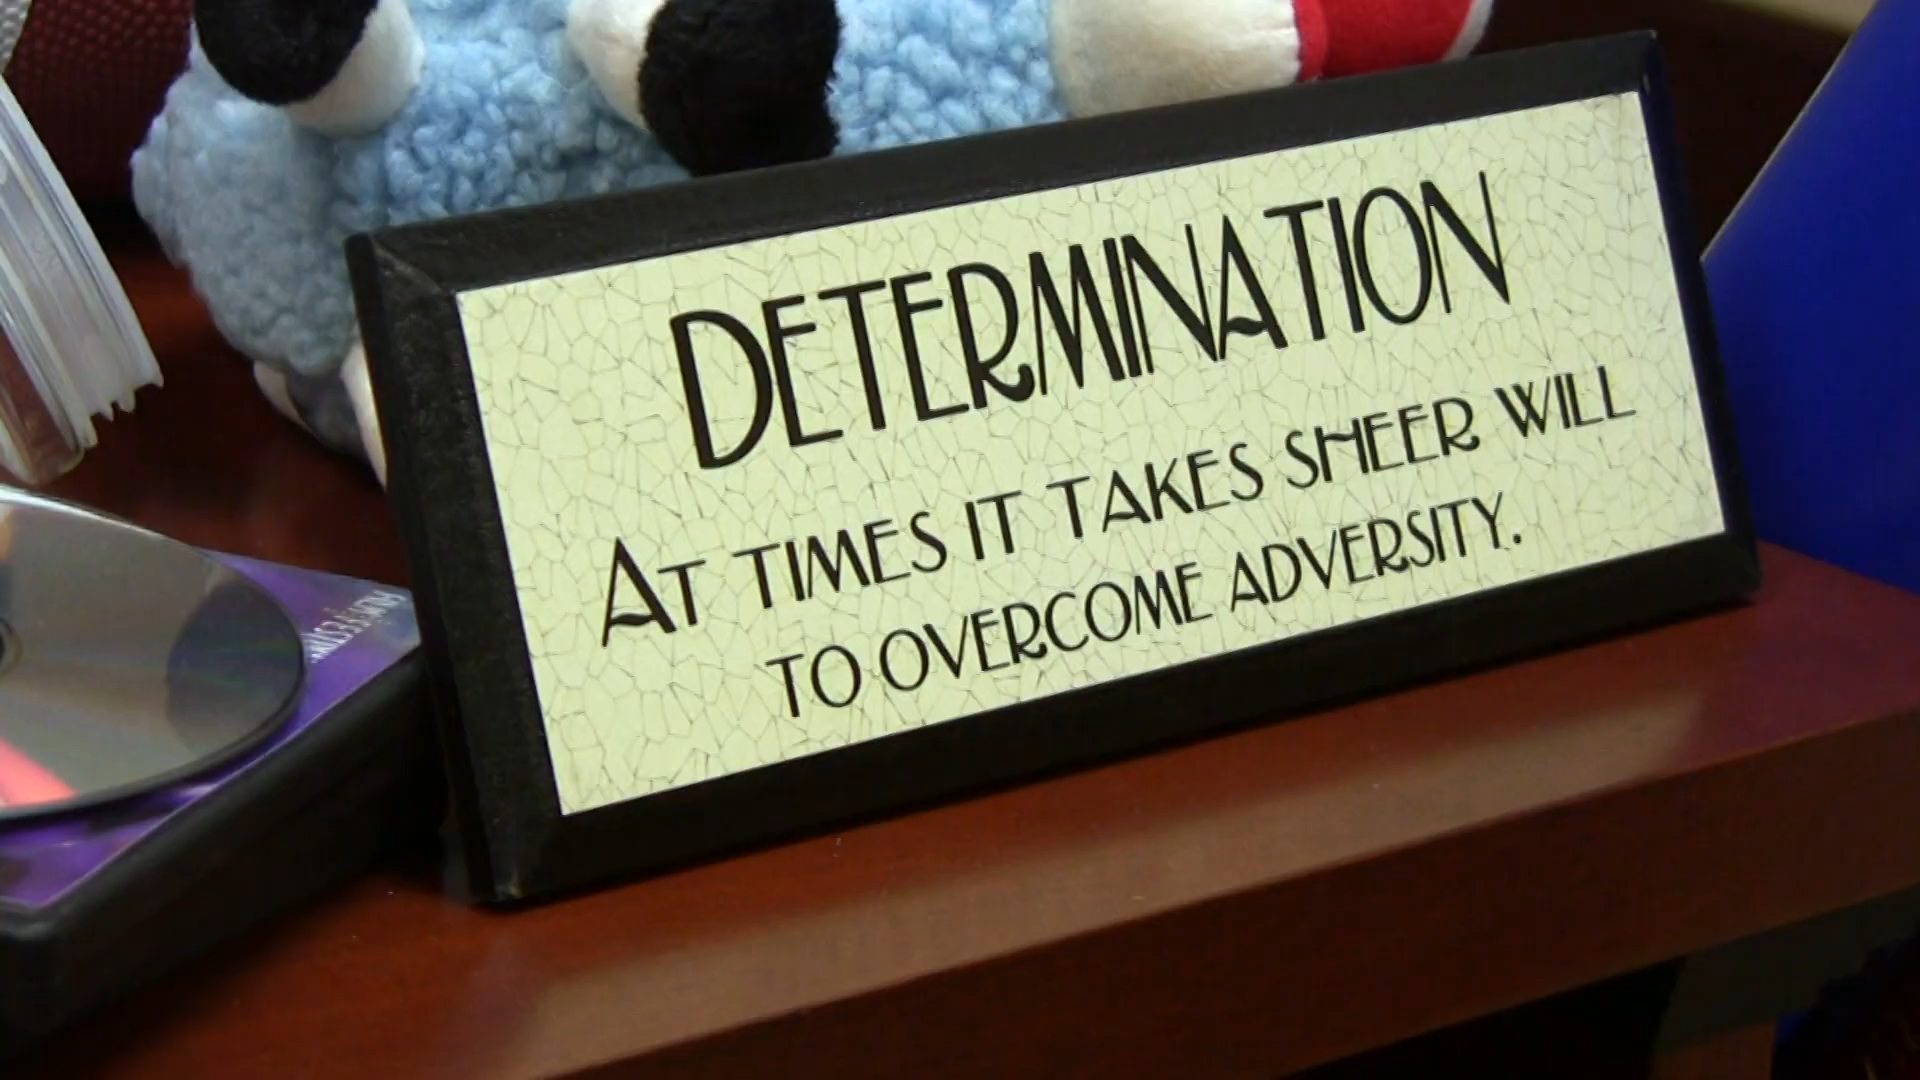 DETERMINATION
AT TIMES IT TAKES SHEER WILL
TO OVERCOME ADVERSITY.